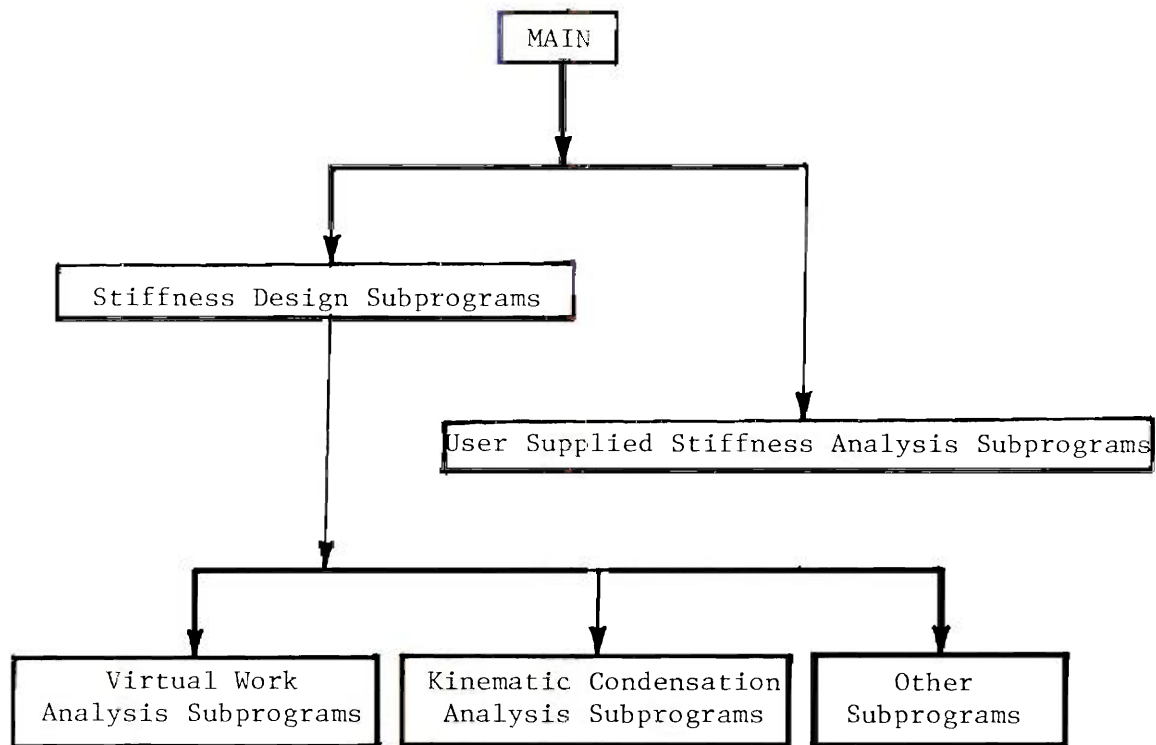 MAIN
Stiffness Design Subprograms
User Supplied Stiffness Analysis Subprograms
Virtual Work
Analysis Subprograms
Kinematic Condensation
Analysis Subprograms
Other
Subprograms